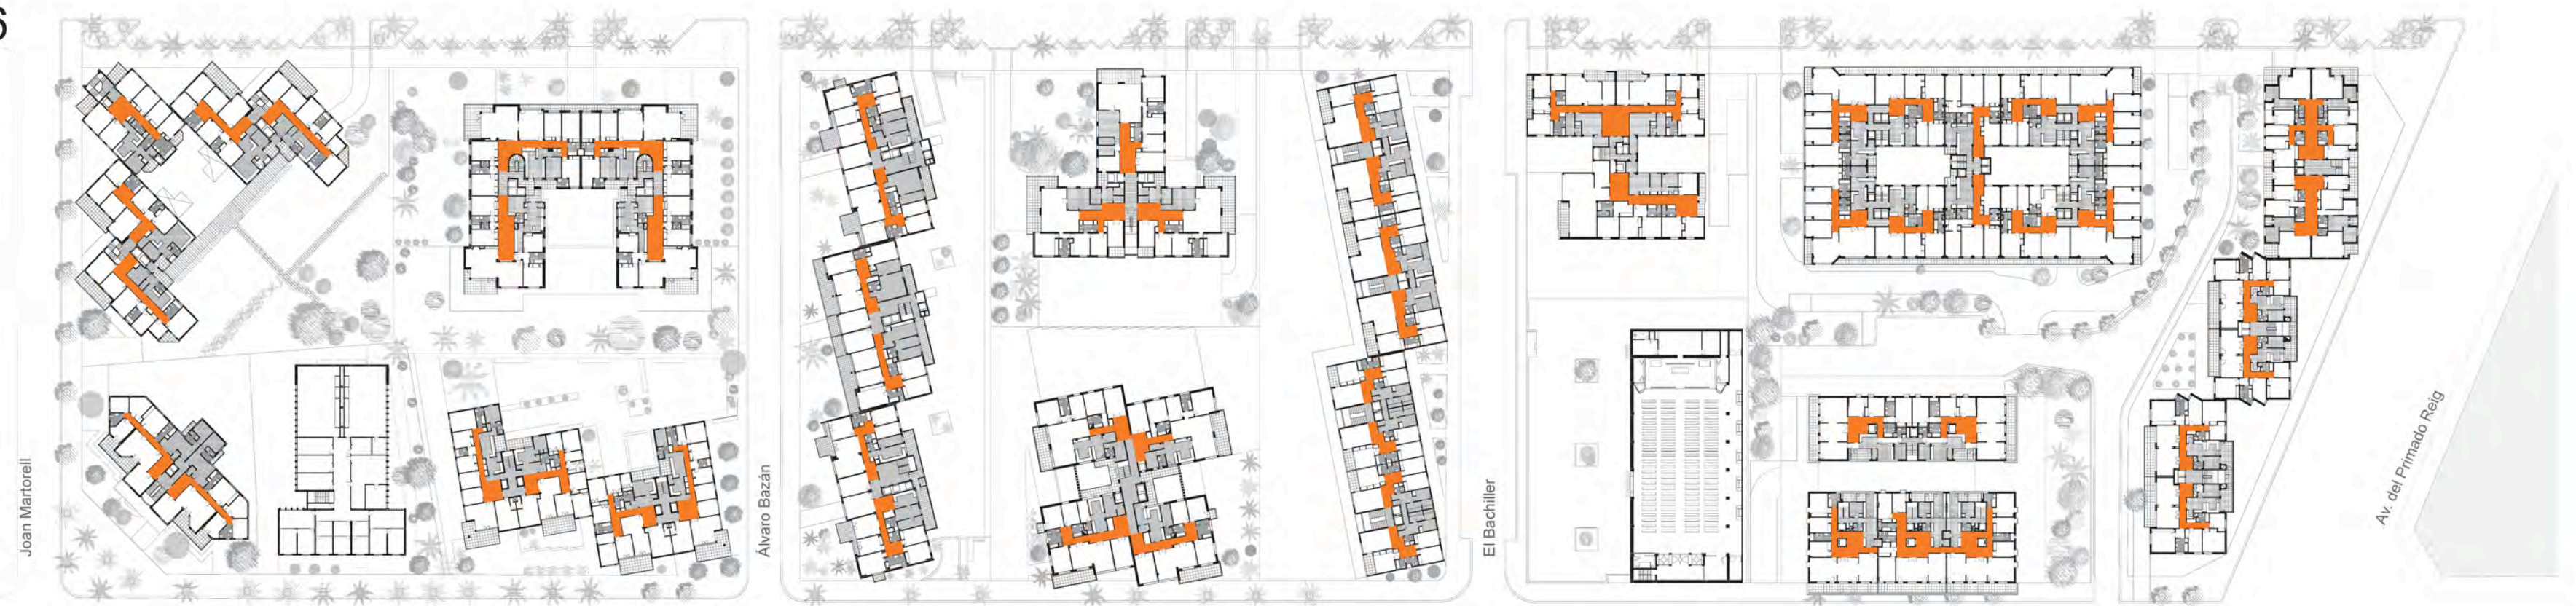 6
Joan Martorell
Álvaro Bazán
El Bachiller
Av. del Primado Reig